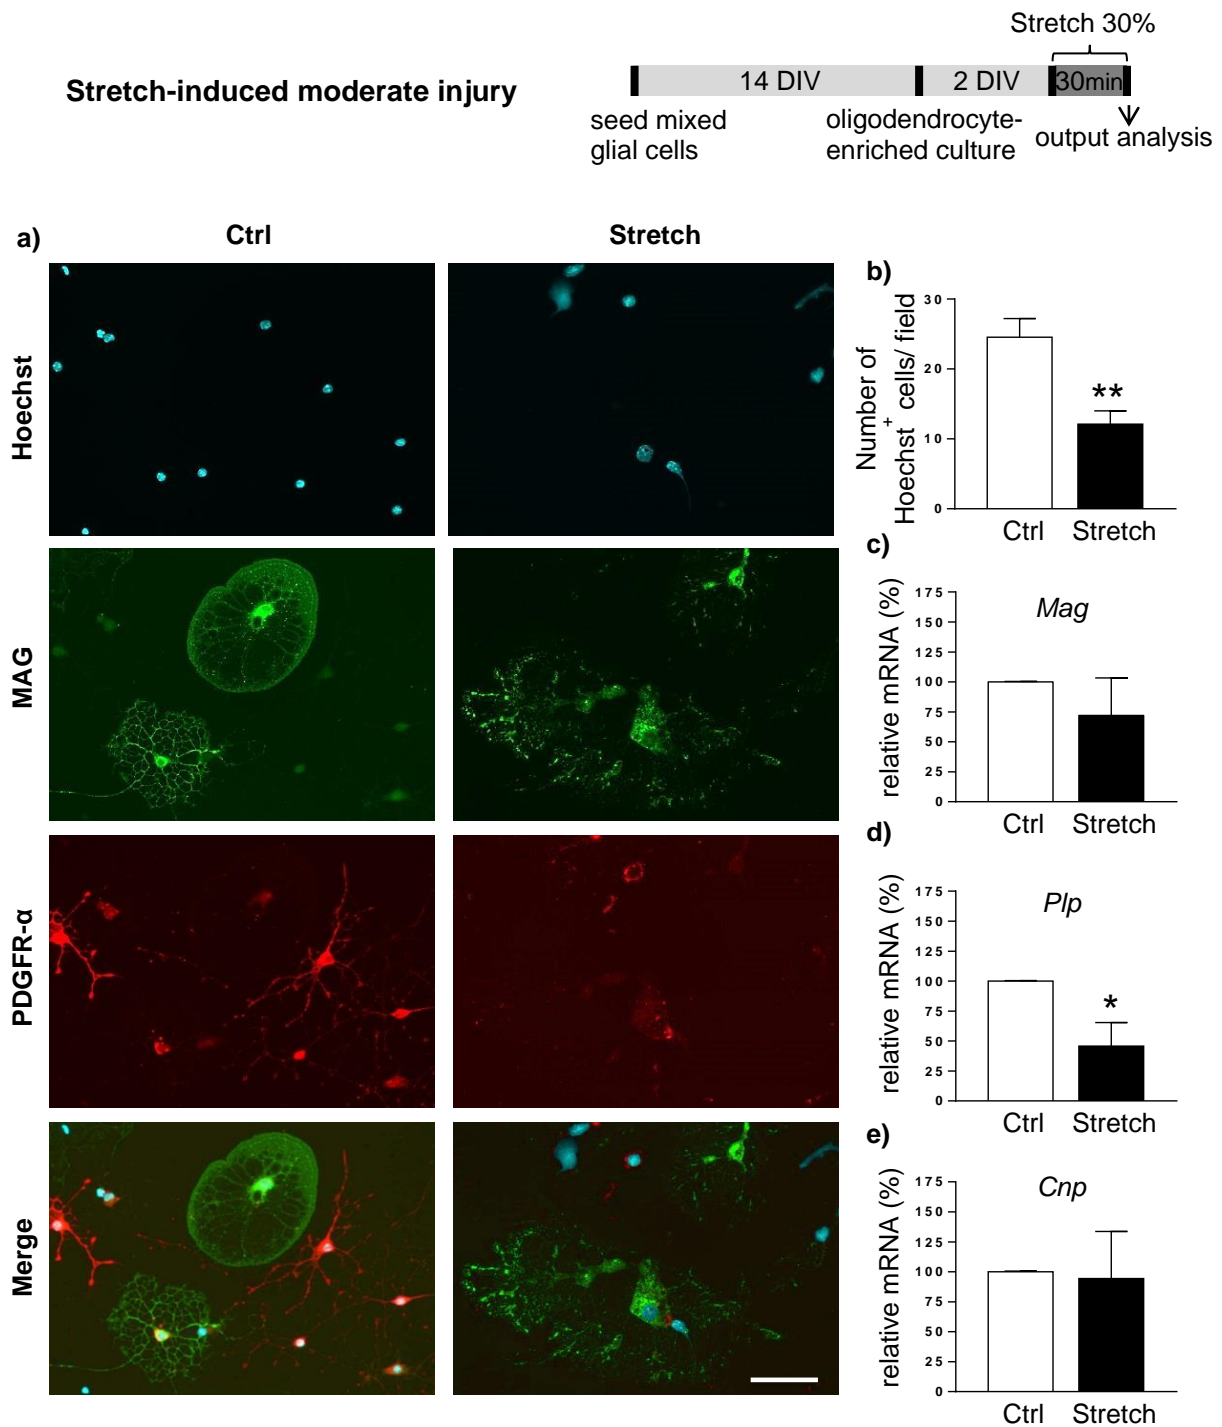 Stretch 30%
Stretch-induced moderate injury
14 DIV
2 DIV
30min
seed mixed
glial cells
oligodendrocyte-
enriched culture
output analysis
a)
Ctrl
Stretch
Hoechst
MAG
PDGFR-α
Merge
b)
Number of
Hoechst+ cells/ field
30
20
10
0
**
Ctrl
Stretch
c)
relative mRNA (%)
Mag
175
150
125
100
75
50
25
0
Ctrl
Stretch
d)
relative mRNA (%)
Plp
175
150
125
100
75
50
25
0
*
Ctrl
Stretch
e)
relative mRNA (%)
Cnp
175
150
125
100
75
50
25
0
Ctrl
Stretch